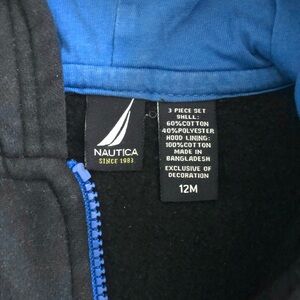 NAUTICA
SINCE 1983
3 PIECE SET
SHELL:
60%COTTON
40%POLYESTER
HOOD LINING:
100%COTTON
MADE IN
BANGLADESH
EXCLUSIVE OF
DECORATION
12M